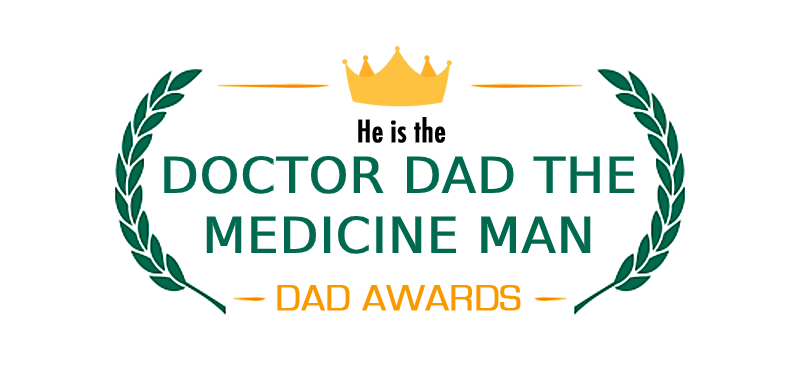 He is the
DOCTOR DAD THE
MEDICINE MAN
DAD AWARDS